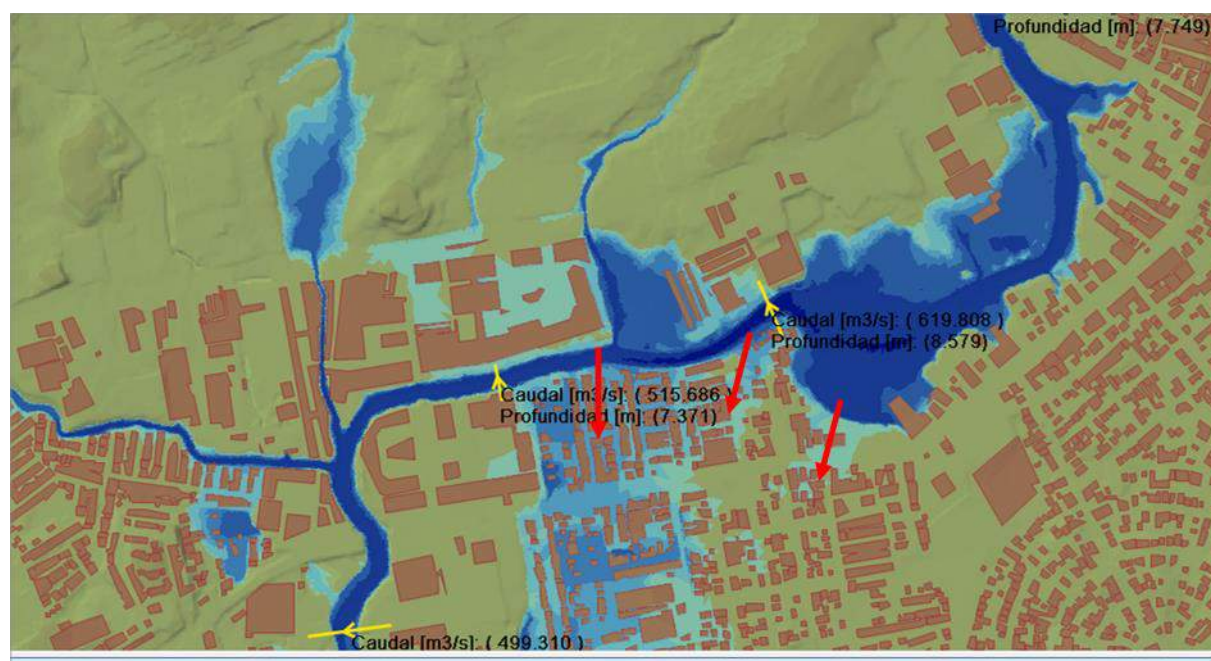 Profundidad [m]: (7.749)
Caudal [m3/s]: ( 619.808 )
Profundidad [m]: (8.579)
Caudal [m3/s]: ( 515.686 )
Profundidad [m]: (7.371)
Caudal [m3/s]: ( 499.310 )